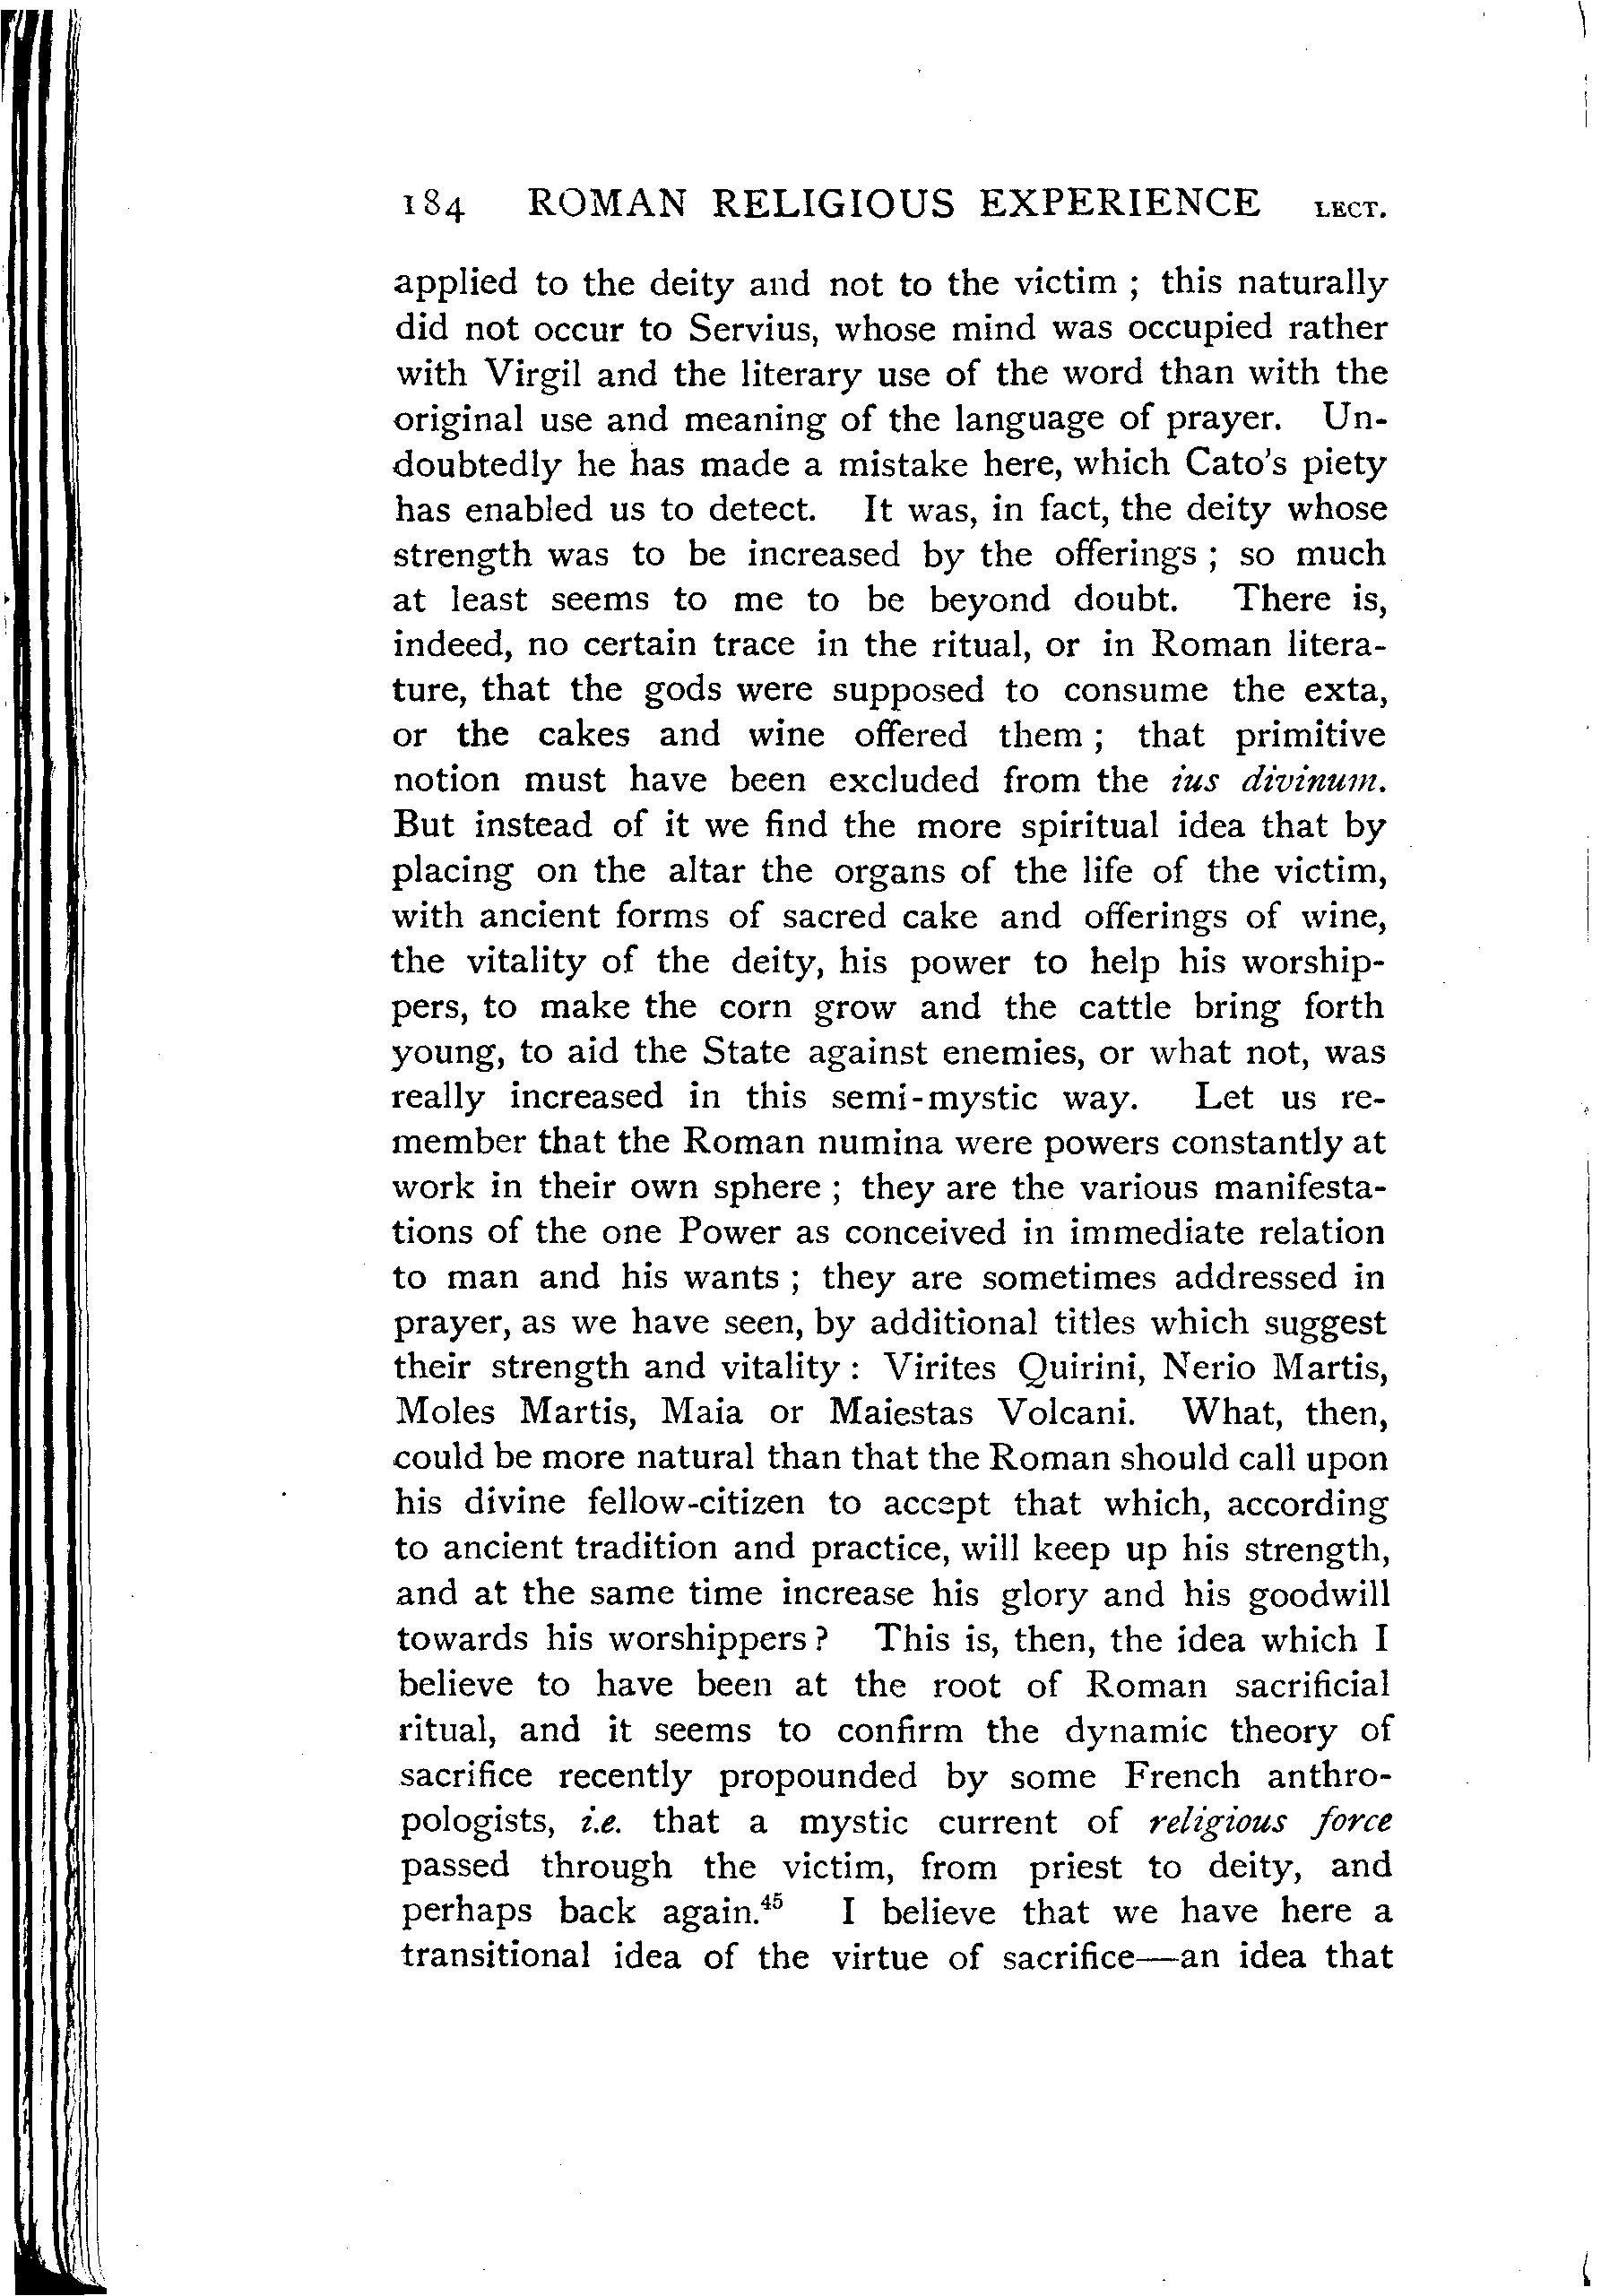 184 ROMAN RELIGIOUS EXPERIENCE LECT.
applied to the deity and not to the victim ; this naturally
did not occur to Servius, whose mind was occupied rather
with Virgil and the literary use of the word than with the
original use and meaning of the language of prayer. Un-
doubtedly he has made a mistake here, which Cato's piety
has enabled us to detect. It was, in fact, the deity whose
strength was to be increased by the offerings ; so much
at least seems to me to be beyond doubt. There is,
indeed, no certain trace in the ritual, or in Roman litera-
ture, that the gods were supposed to consume the exta,
or the cakes and wine offered them ; that primitive
notion must have been excluded from the ius divinum.
But instead of it we find the more spiritual idea that by
placing on the altar the organs of the life of the victim,
with ancient forms of sacred cake and offerings of wine,
the vitality of the deity, his power to help his worship-
pers, to make the corn grow and the cattle bring forth
young, to aid the State against enemies, or what not, was
really increased in this semi-mystic way. Let us re-
member that the Roman numina were powers constantly at
work in their own sphere ; they are the various manifesta-
tions of the one Power as conceived in immediate relation
to man and his wants ; they are sometimes addressed in
prayer, as we have seen, by additional titles which suggest
their strength and vitality : Virites Quirini, Nerio Martis,
Moles Martis, Maia or Maiestas Volcani. What, then,
could be more natural than that the Roman should call upon
his divine fellow-citizen to accept that which, according
to ancient tradition and practice, will keep up his strength,
and at the same time increase his glory and his goodwill
towards his worshippers ? This is, then, the idea which I
believe to have been at the root of Roman sacrificial
ritual, and it seems to confirm the dynamic theory of
sacrifice recently propounded by some French anthro-
pologists, i.e. that a mystic current of religious force
passed through the victim, from priest to deity, and
perhaps back again.⁴⁵ I believe that we have here a
transitional idea of the virtue of sacrifice—an idea that